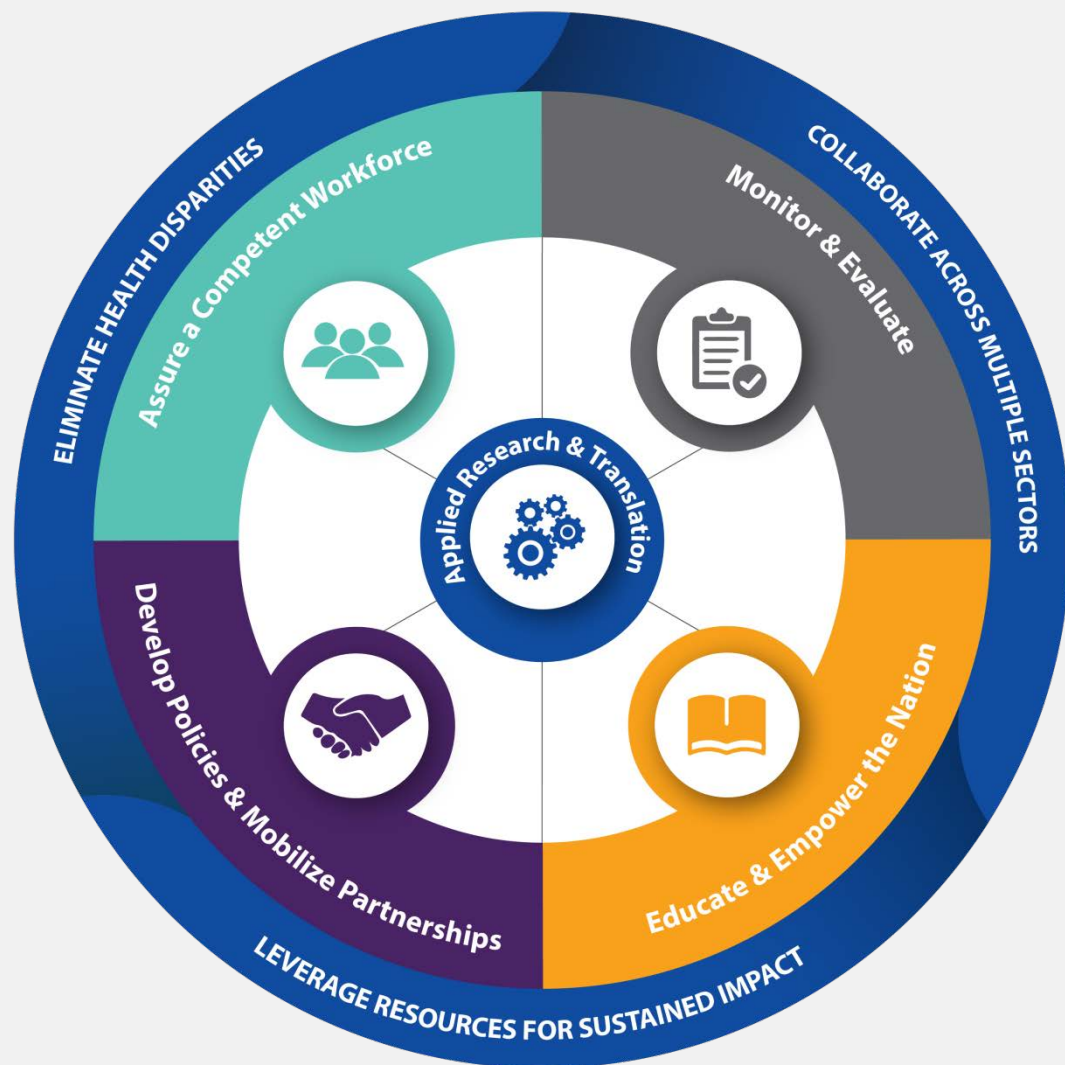 ELIMINATE HEALTH DISPARITIES
COLLABORATE ACROSS MULTIPLE SECTORS
LEVERAGE RESOURCES FOR SUSTAINED IMPACT
Assure a Competent Workforce
Monitor & Evaluate
Applied Research & Translation
Develop Policies & Mobilize Partnerships
Educate & Empower the Nation